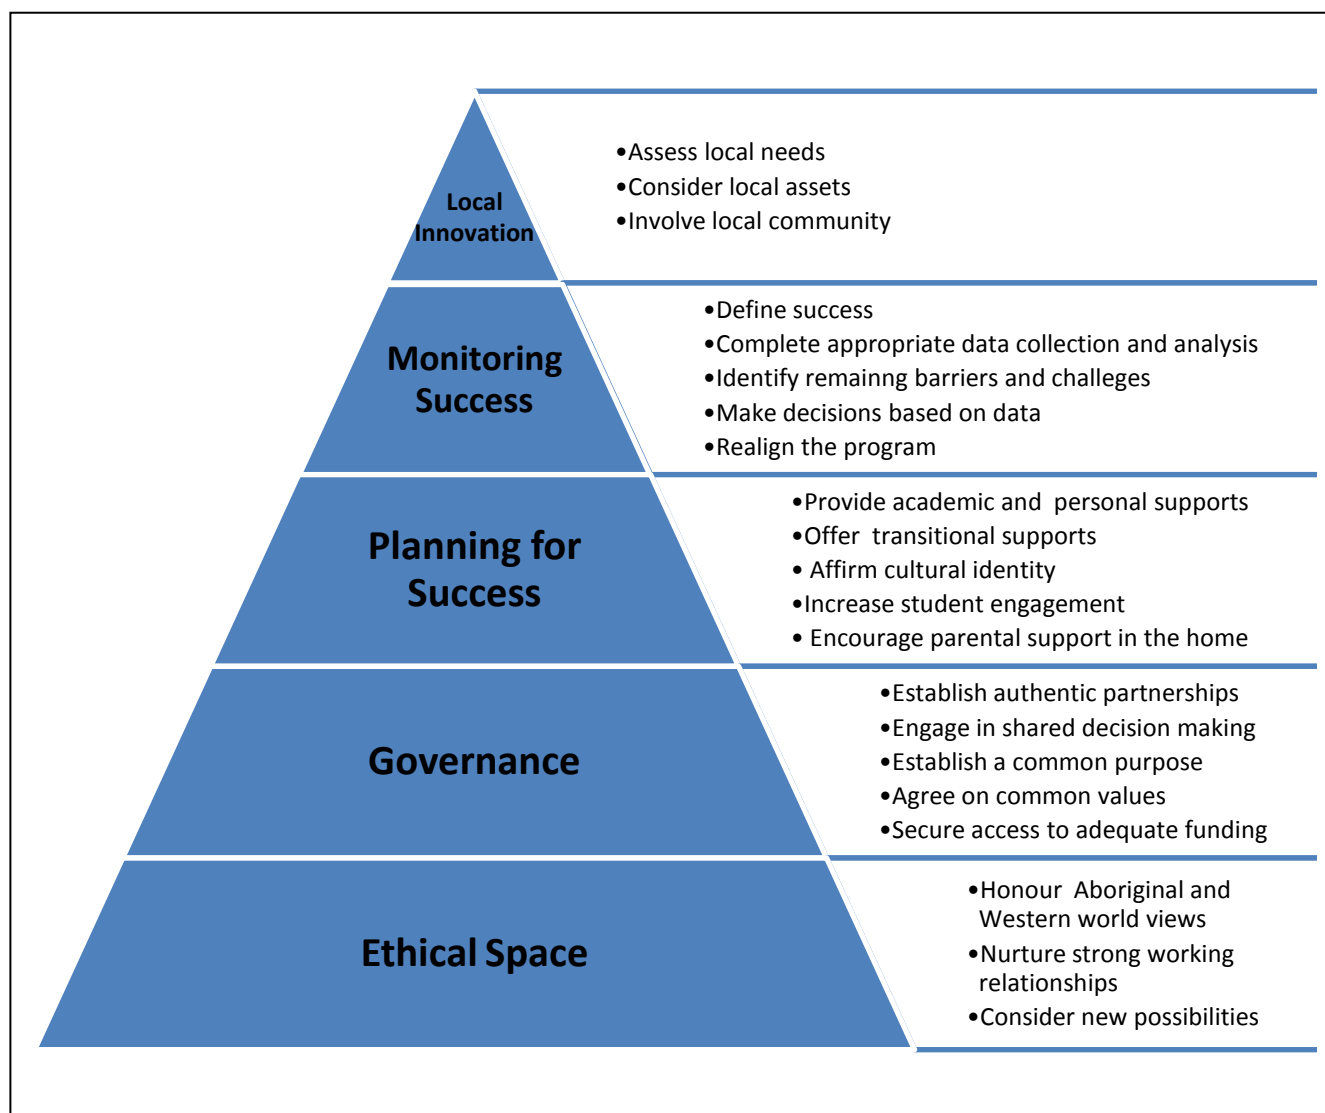 Local
Innovation
•Assess local needs
•Consider local assets
•Involve local community
Monitoring
Success
•Define success
•Complete appropriate data collection and analysis
•Identify remainng barriers and challeges
•Make decisions based on data
•Realign the program
Planning for
Success
•Provide academic and  personal supports
•Offer  transitional supports
• Affirm cultural identity
•Increase student engagement
• Encourage parental support in the home
Governance
•Establish authentic partnerships
•Engage in shared decision making
•Establish a common purpose
•Agree on common values
•Secure access to adequate funding
Ethical Space
•Honour  Aboriginal and
Western world views
•Nurture strong working
relationships
•Consider new possibilities